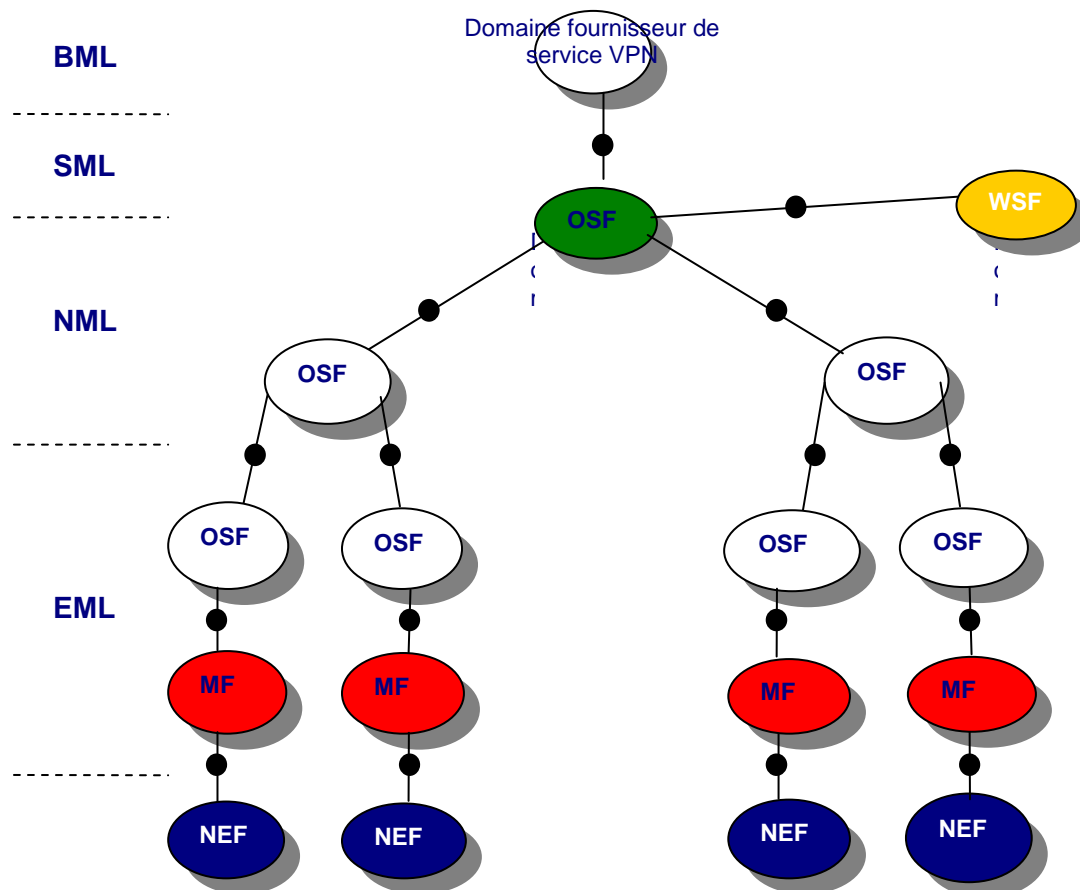 Domaine fournisseur de
service VPN
BML
SML
WSF
OSF
NML
OSF
OSF
OSF
OSF
OSF
OSF
EML
MF
MF
MF
MF
NEF
NEF
NEF
NEF